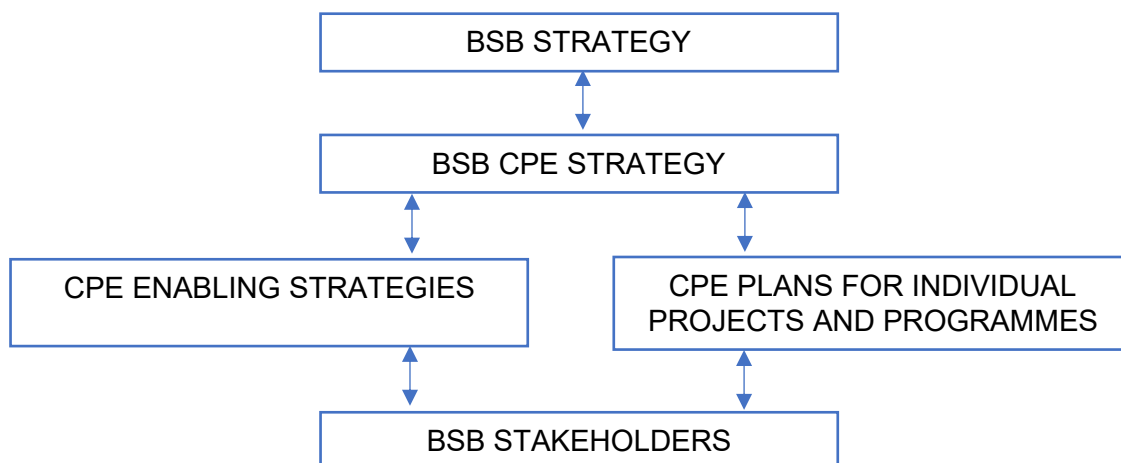 BSB STRATEGY
BSB CPE STRATEGY
CPE ENABLING STRATEGIES
CPE PLANS FOR INDIVIDUAL
PROJECTS AND PROGRAMMES
BSB STAKEHOLDERS